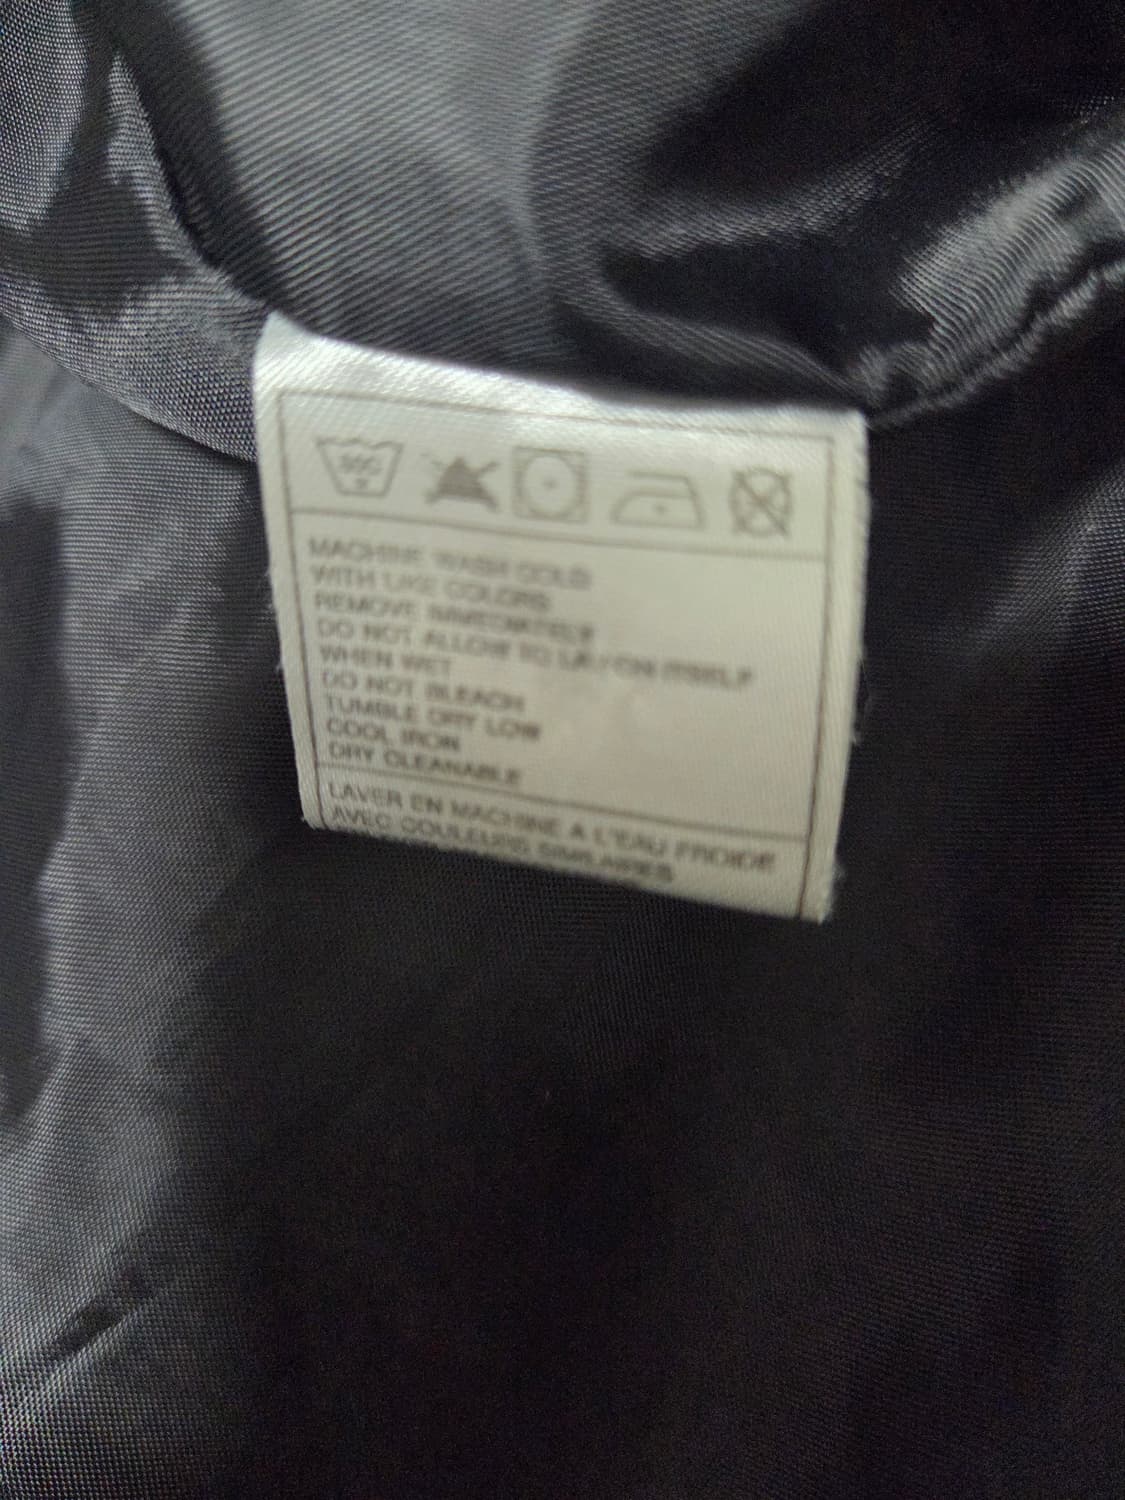 30C
MACHINE WASH COLD
WITH LIKE COLORS
REMOVE IMMEDIATELY
DO NOT ALLOW TO LAY ON ITSELF
WHEN WET
DO NOT BLEACH
TUMBLE DRY LOW
COOL IRON
DRY CLEANABLE
LAVER EN MACHINE A L'EAU FROIDE
AVEC COULEURS SIMILAIRES